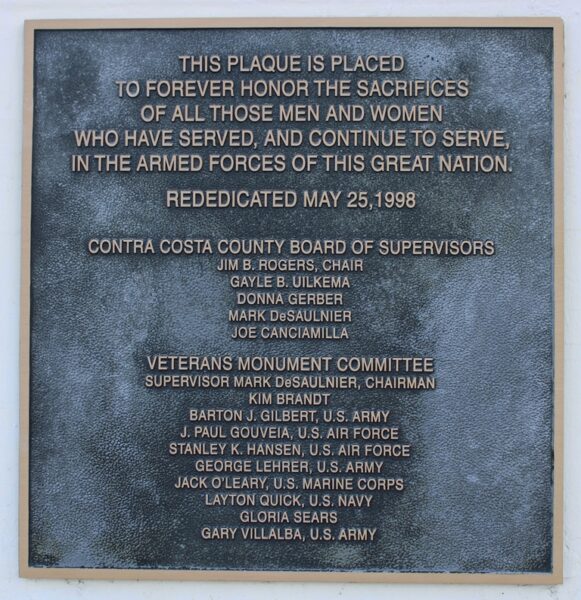 THIS PLAQUE IS PLACED
TO FOREVER HONOR THE SACRIFICES
OF ALL THOSE MEN AND WOMEN
WHO HAVE SERVED, AND CONTINUE TO SERVE,
IN THE ARMED FORCES OF THIS GREAT NATION.
REDEDICATED MAY 25,1998
CONTRA COSTA COUNTY BOARD OF SUPERVISORS
JIM B. ROGERS, CHAIR
GAYLE B. UILKEMA
DONNA GERBER
MARK DeSAULNIER
JOE CANCIAMILLA
VETERANS MONUMENT COMMITTEE
SUPERVISOR MARK DeSAULNIER, CHAIRMAN
KIM BRANDT
BARTON J. GILBERT, U.S. ARMY
J. PAUL GOUVEIA, U.S. AIR FORCE
STANLEY K. HANSEN, U.S. AIR FORCE
GEORGE LEHRER, U.S. ARMY
JACK O'LEARY, U.S. MARINE CORPS
LAYTON QUICK, U.S. NAVY
GLORIA SEARS
GARY VILLALBA, U.S. ARMY